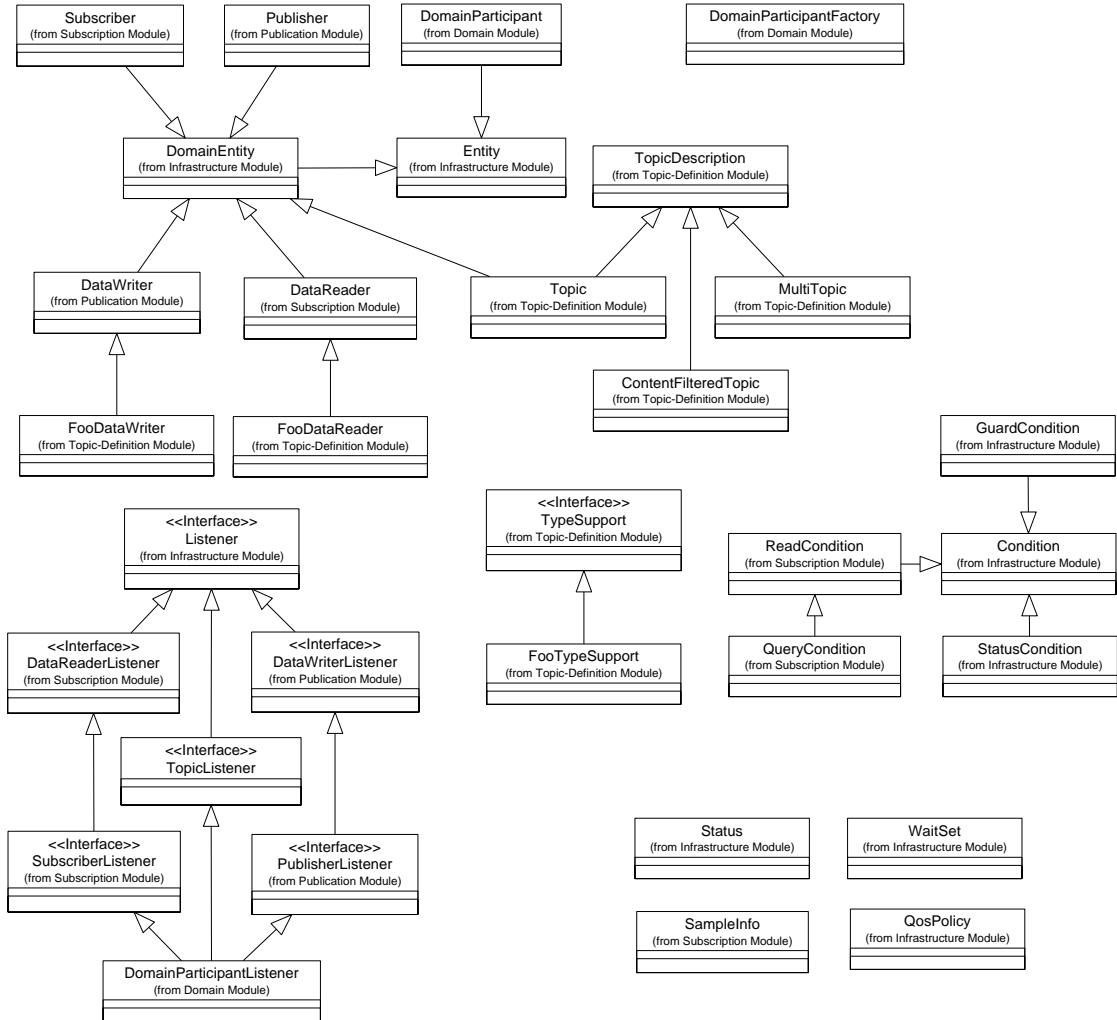 Subscriber
(from Subscription Module)
Publisher
(from Publication Module)
DomainParticipant
(from Domain Module)
DomainParticipantFactory
(from Domain Module)
DomainEntity
(from Infrastructure Module)
Entity
(from Infrastructure Module)
TopicDescription
(from Topic-Definition Module)
DataWriter
(from Publication Module)
DataReader
(from Subscription Module)
Topic
(from Topic-Definition Module)
MultiTopic
(from Topic-Definition Module)
ContentFilteredTopic
(from Topic-Definition Module)
FooDataWriter
(from Topic-Definition Module)
FooDataReader
(from Topic-Definition Module)
GuardCondition
(from Infrastructure Module)
<<Interface>>
Listener
(from Infrastructure Module)
<<Interface>>
TypeSupport
(from Topic-Definition Module)
ReadCondition
(from Subscription Module)
Condition
(from Infrastructure Module)
<<Interface>>
DataReaderListener
(from Subscription Module)
<<Interface>>
DataWriterListener
(from Publication Module)
FooTypeSupport
(from Topic-Definition Module)
QueryCondition
(from Subscription Module)
StatusCondition
(from Infrastructure Module)
<<Interface>>
TopicListener
<<Interface>>
SubscriberListener
(from Subscription Module)
<<Interface>>
PublisherListener
(from Publication Module)
Status
(from Infrastructure Module)
WaitSet
(from Infrastructure Module)
SampleInfo
(from Subscription Module)
QosPolicy
(from Infrastructure Module)
DomainParticipantListener
(from Domain Module)